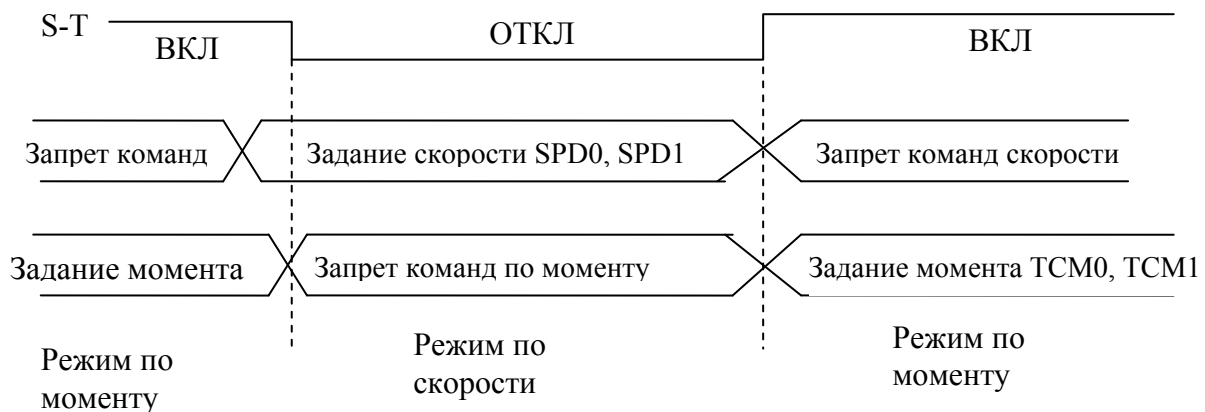 S-T ВКЛ ОТКЛ ВКЛ
Запрет команд Задание скорости SPD0, SPD1 Запрет команд скорости
Задание момента Запрет команд по моменту Задание момента TCM0, TCM1
Режим по
моменту
Режим по
скорости
Режим по
моменту